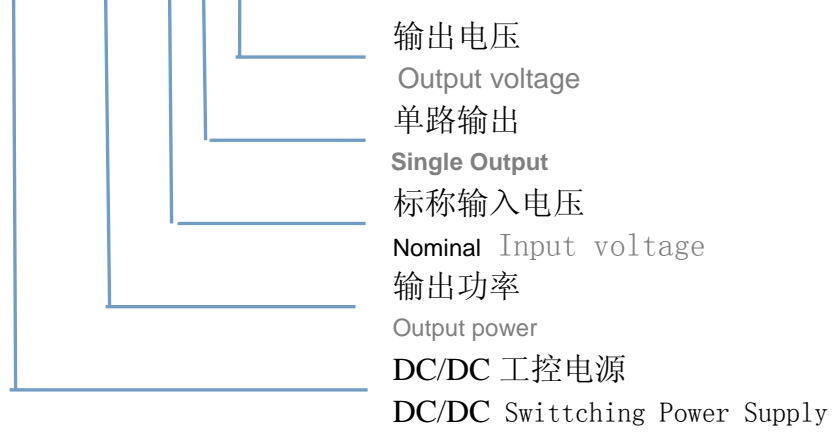 输出电压
Output voltage
单路输出
Single Output
标称输入电压
Nominal Input voltage
输出功率
Output power
DC/DC 工控电源
DC/DC Swittching Power Supply